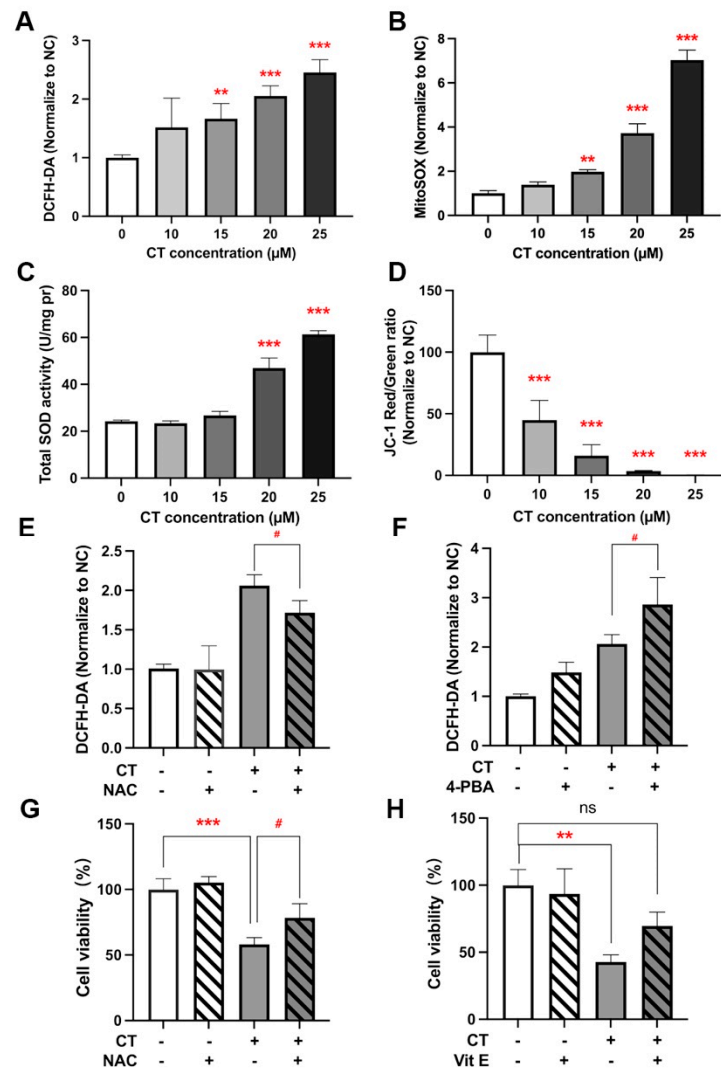 A
DCFH-DA (Normalize to NC)
3
2
1
0
** *** ***
0 10 15 20 25
CT concentration (μM)
B
MitoSOX (Normalize to NC)
8
6
4
2
0
** *** ***
0 10 15 20 25
CT concentration (μM)
C
Total SOD activity (U/mg pr)
80
60
40
20
0
*** ***
0 10 15 20 25
CT concentration (μM)
D
JC-1 Red/Green ratio
(Normalize to NC)
150
100
50
0
*** *** *** ***
0 10 15 20 25
CT concentration (μM)
E
DCFH-DA (Normalize to NC)
2.5
2.0
1.5
1.0
0.5
0.0
#
CT - - + +
NAC - + - +
F
DCFH-DA (Normalize to NC)
4
3
2
1
0
#
CT - - + +
4-PBA - + - +
G
Cell viability (%)
150
100
50
0
*** #
CT - - + +
NAC - + - +
H
Cell viability (%)
150
100
50
0
ns
**
CT - - + +
Vit E - + - +